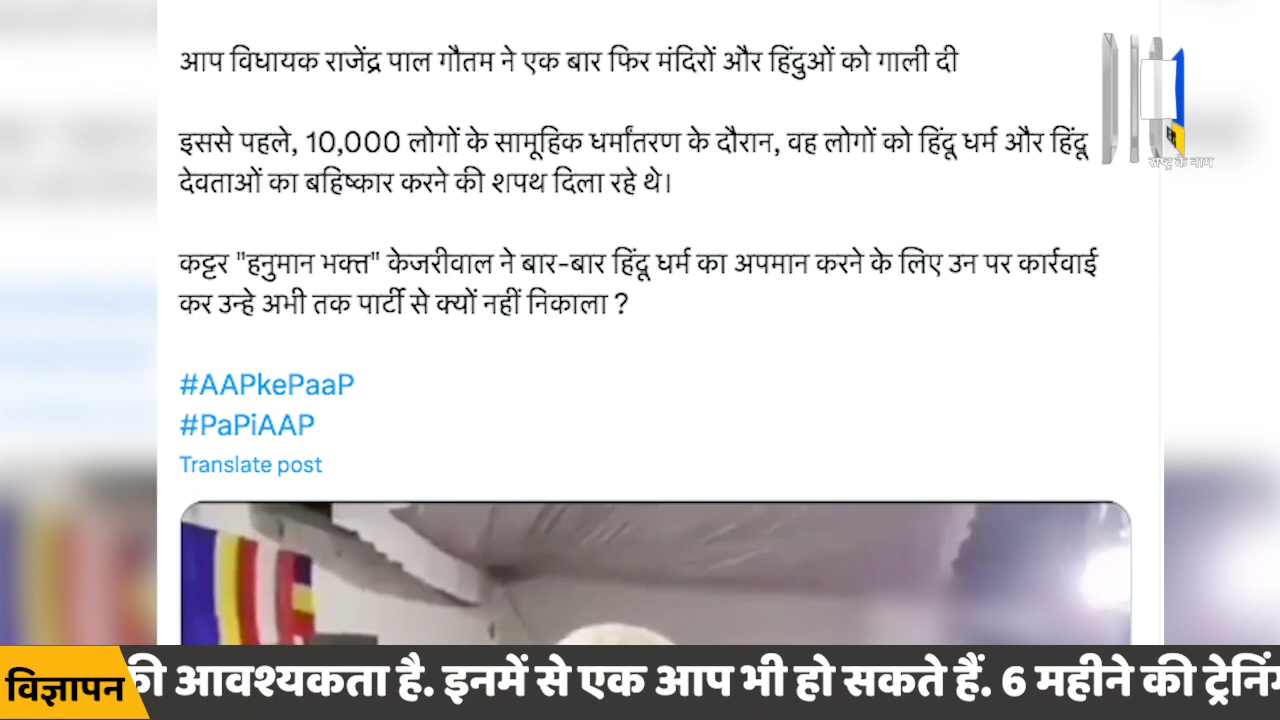 आप विधायक राजेंद्र पाल गौतम ने एक बार फिर मंदिरों और हिंदुओं को गाली दी
इससे पहले, 10,000 लोगों के सामूहिक धर्मांतरण के दौरान, वह लोगों को हिंदू धर्म और हिंदू
देवताओं का बहिष्कार करने की शपथ दिला रहे थे।
कट्टर "हनुमान भक्त" केजरीवाल ने बार-बार हिंदू धर्म का अपमान करने के लिए उन पर कार्रवाई
कर उन्हे अभी तक पार्टी से क्यों नहीं निकाला ?
#AAPkePaaP
#PaPiAAP
Translate post
राष्ट्र के नाम
विज्ञापन
की आवश्यकता है. इनमें से एक आप भी हो सकते हैं. 6 महीने की